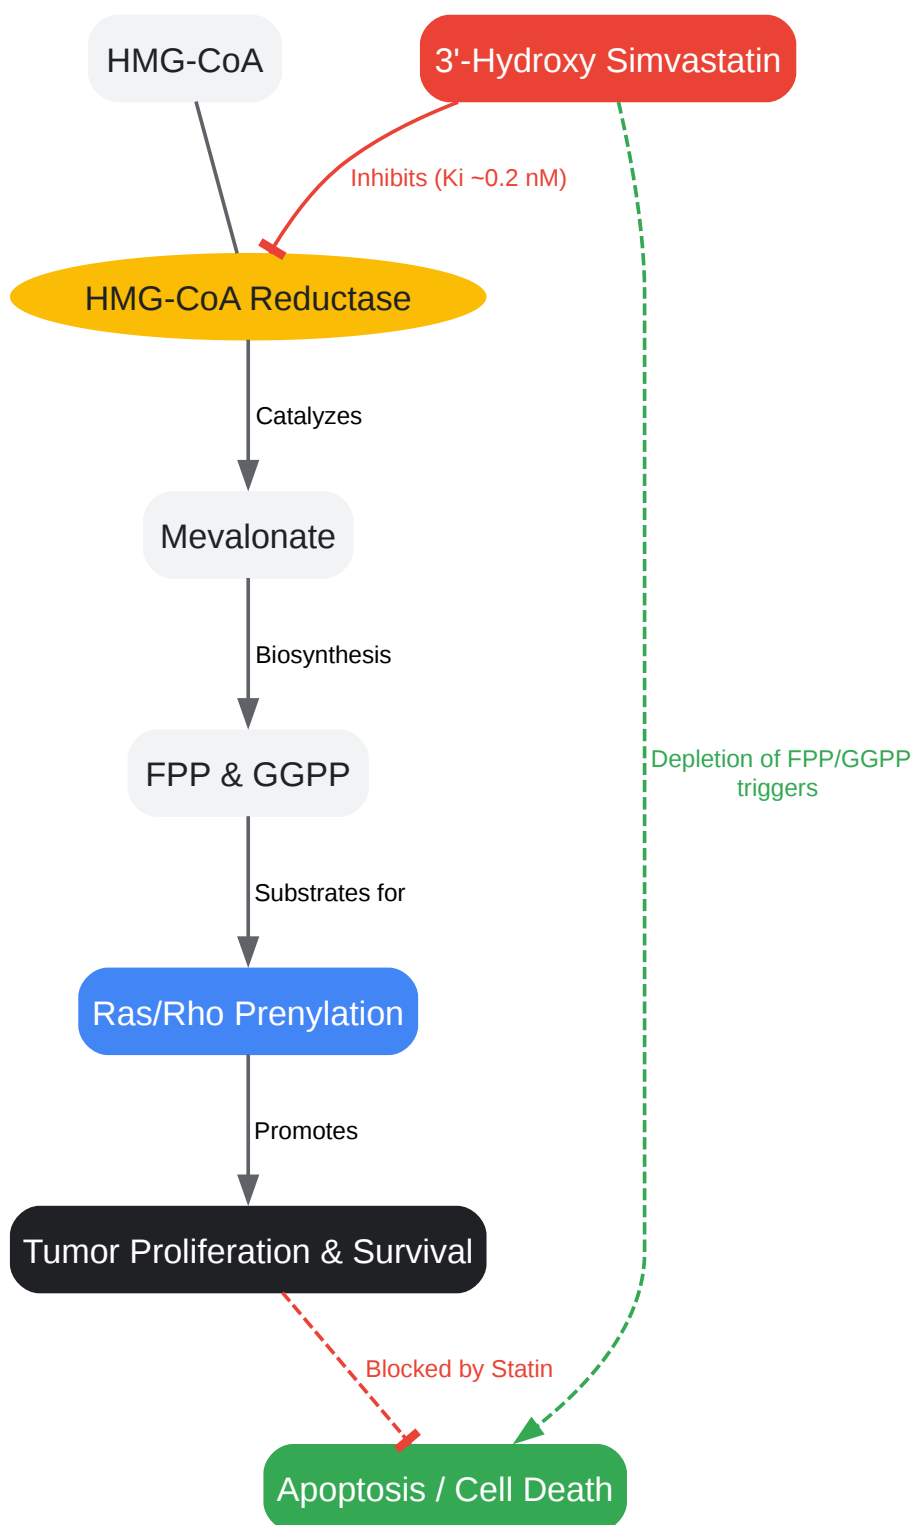 HMG-CoA
3'-Hydroxy Simvastatin
Inhibits (Ki ~0.2 nM)
HMG-CoA Reductase
Catalyzes
Mevalonate
Biosynthesis
FPP & GGPP
Depletion of FPP/GGPP
triggers
Substrates for
Ras/Rho Prenylation
Promotes
Tumor Proliferation & Survival
Blocked by Statin
Apoptosis / Cell Death